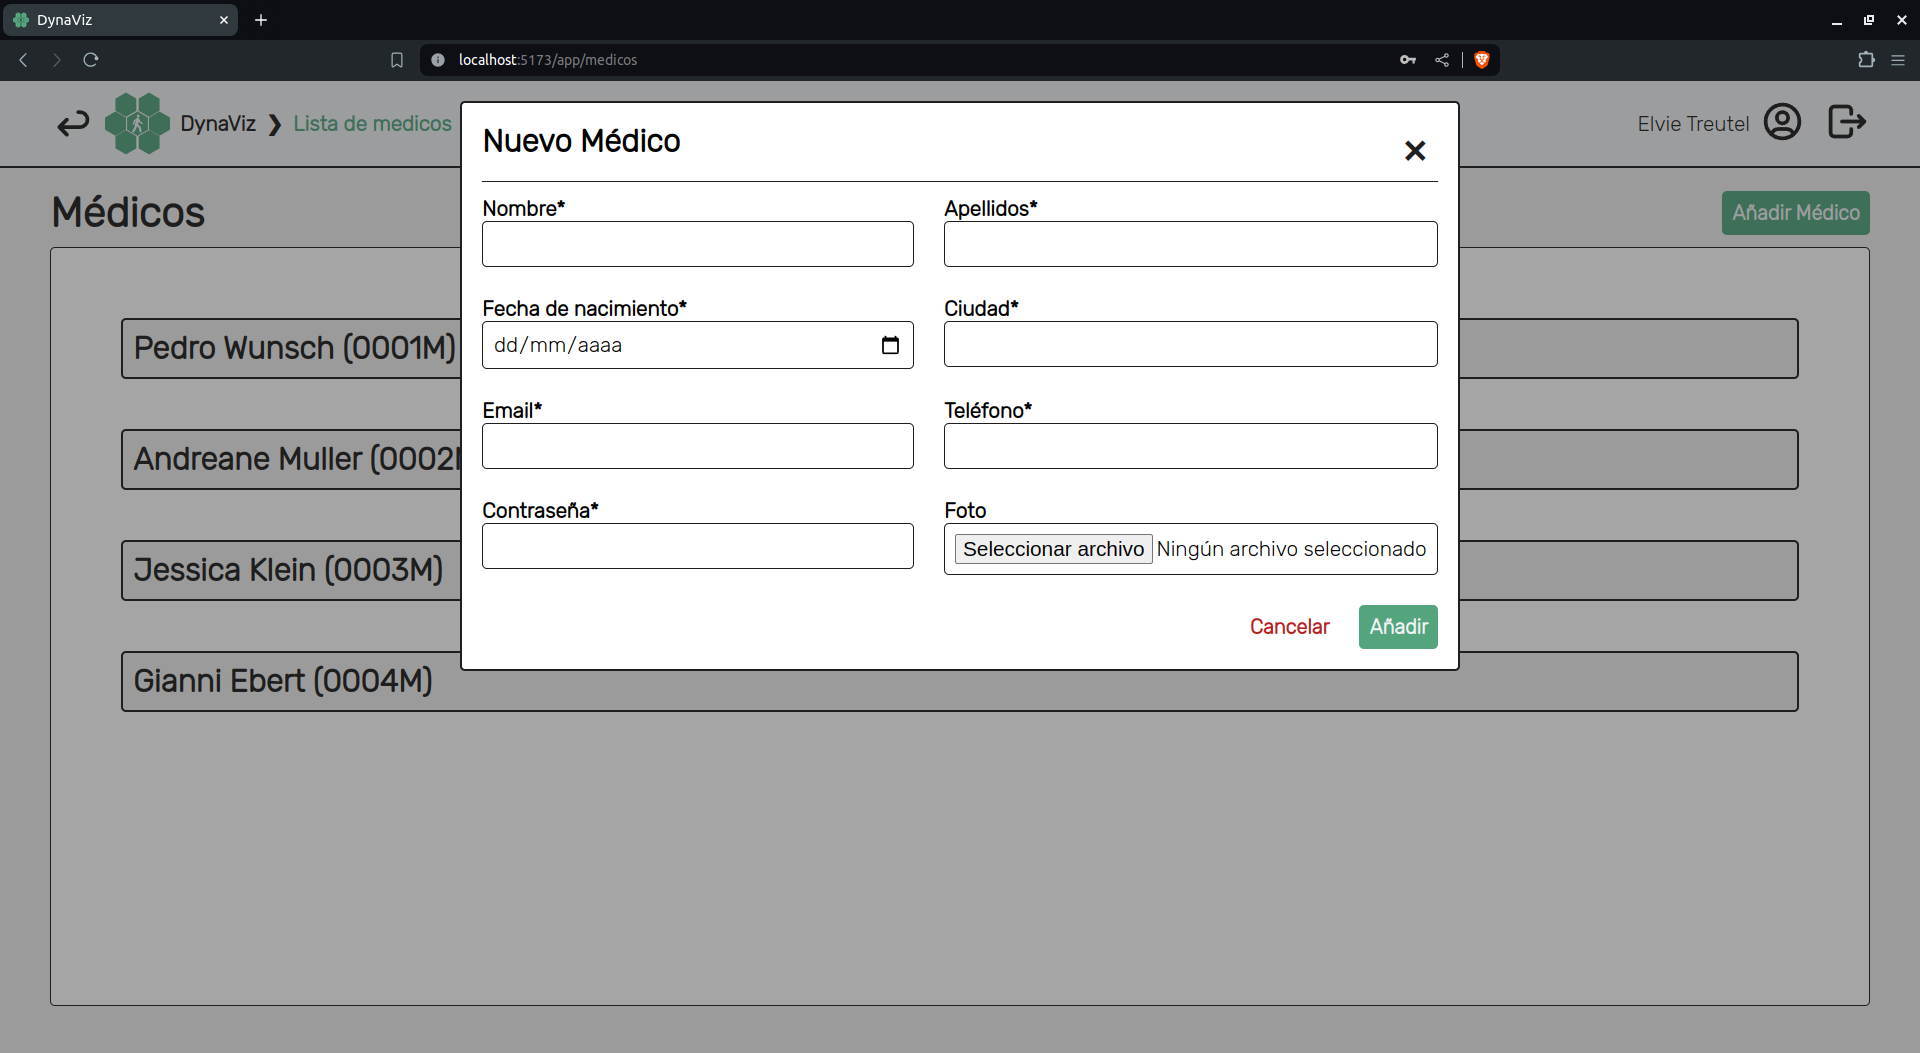 DynaViz
localhost:5173/app/medicos
DynaViz ❯ Lista de medicos
Elvie Treutel
Médicos
Añadir Médico
Pedro Wunsch (0001M)
Andreane Muller (0002
Jessica Klein (0003M)
Gianni Ebert (0004M)
Nuevo Médico
Nombre*
Apellidos*
Fecha de nacimiento*
Ciudad*
dd/mm/aaaa
Email*
Teléfono*
Contraseña*
Foto
Seleccionar archivo Ningún archivo seleccionado
Cancelar
Añadir